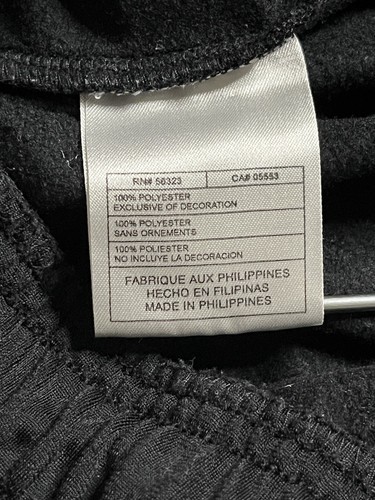 RN# 56323 CA# 05553
100% POLYESTER
EXCLUSIVE OF DECORATION
100% POLYESTER
SANS ORNEMENTS
100% POLIESTER
NO INCLUYE LA DECORACION
FABRIQUE AUX PHILIPPINES
HECHO EN FILIPINAS
MADE IN PHILIPPINES